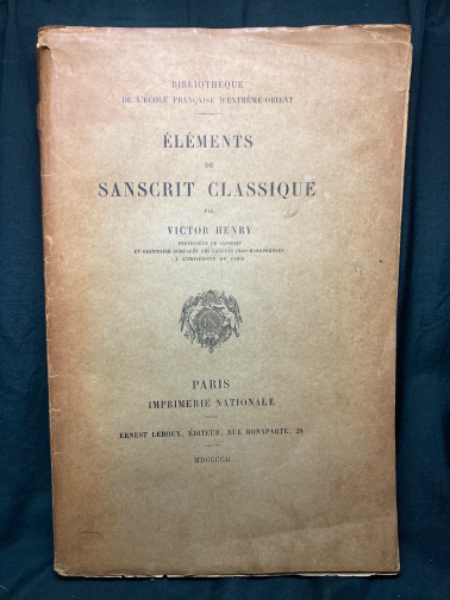 BIBLIOTHÈQUE
DE L'ÉCOLE FRANÇAISE D'EXTRÊME-ORIENT
ÉLÉMENTS
DE
SANSCRIT CLASSIQUE
PAR
VICTOR HENRY
PROFESSEUR DE SANSCRIT
ET GRAMMAIRE COMPARÉE DES LANGUES INDO-EUROPÉENNES
À L'UNIVERSITÉ DE PARIS
PARIS
IMPRIMERIE NATIONALE
ERNEST LEROUX, ÉDITEUR, RUE BONAPARTE, 28
MDCCCCII